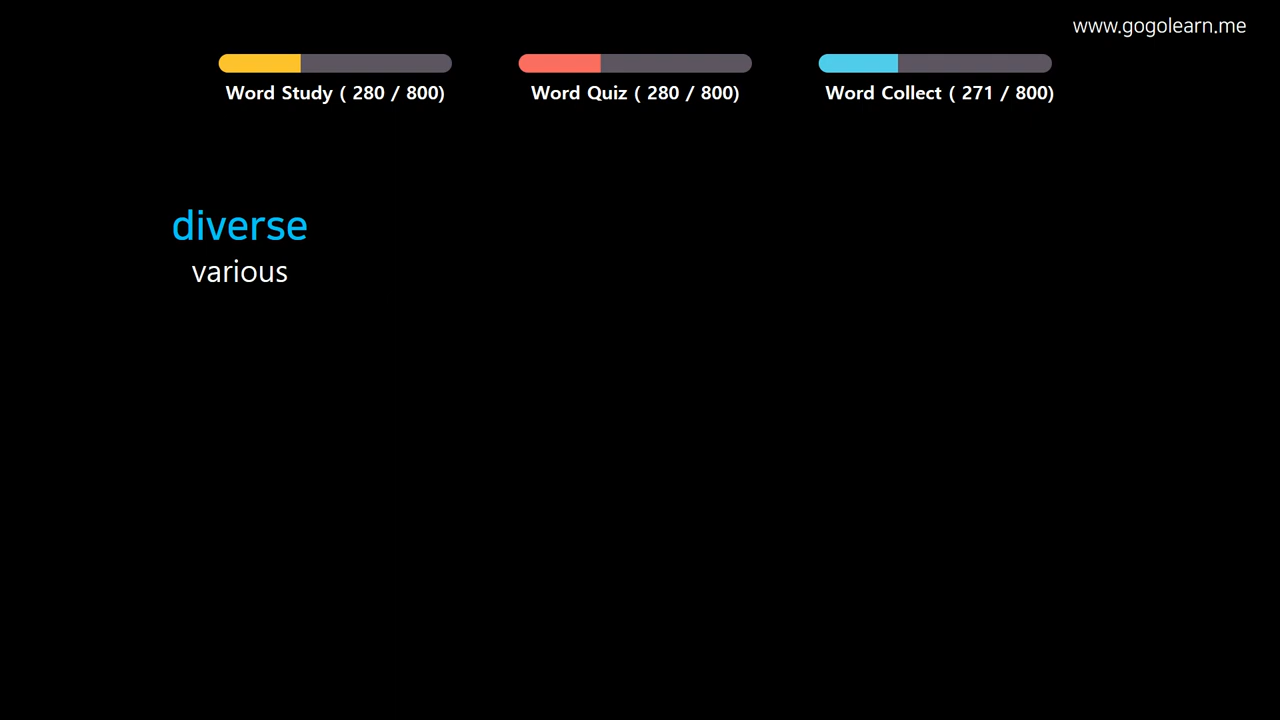 www.gogolearn.me
Word Study ( 280 / 800)
Word Quiz ( 280 / 800)
Word Collect ( 271 / 800)
diverse
various